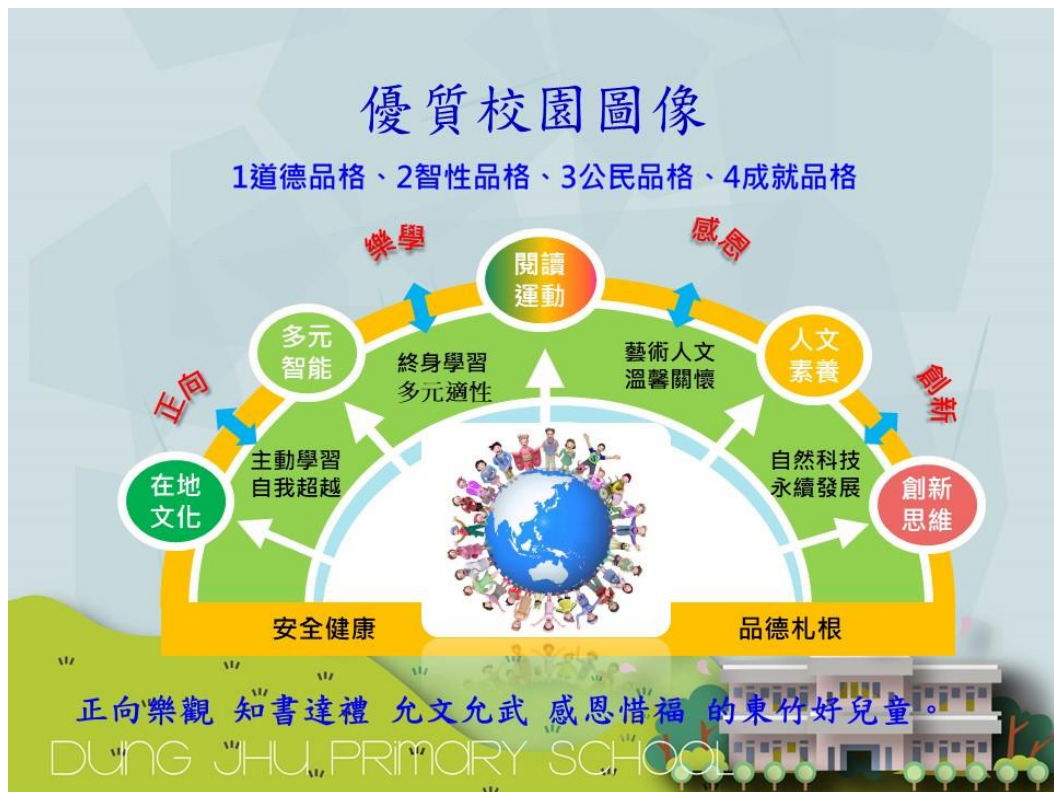 優質校園圖像
1道德品格、2智性品格、3公民品格、4成就品格
樂學
感恩
閱讀
運動
多元
智能
人文
素養
終身學習
多元適性
藝術人文
溫馨關懷
正向
創新
主動學習
自我超越
自然科技
永續發展
在地
文化
創新
思維
安全健康
品德札根
正向樂觀 知書達禮 允文允武 感恩惜福 的東竹好兒童。
DUNG JHU PRIMARY SCHOOL